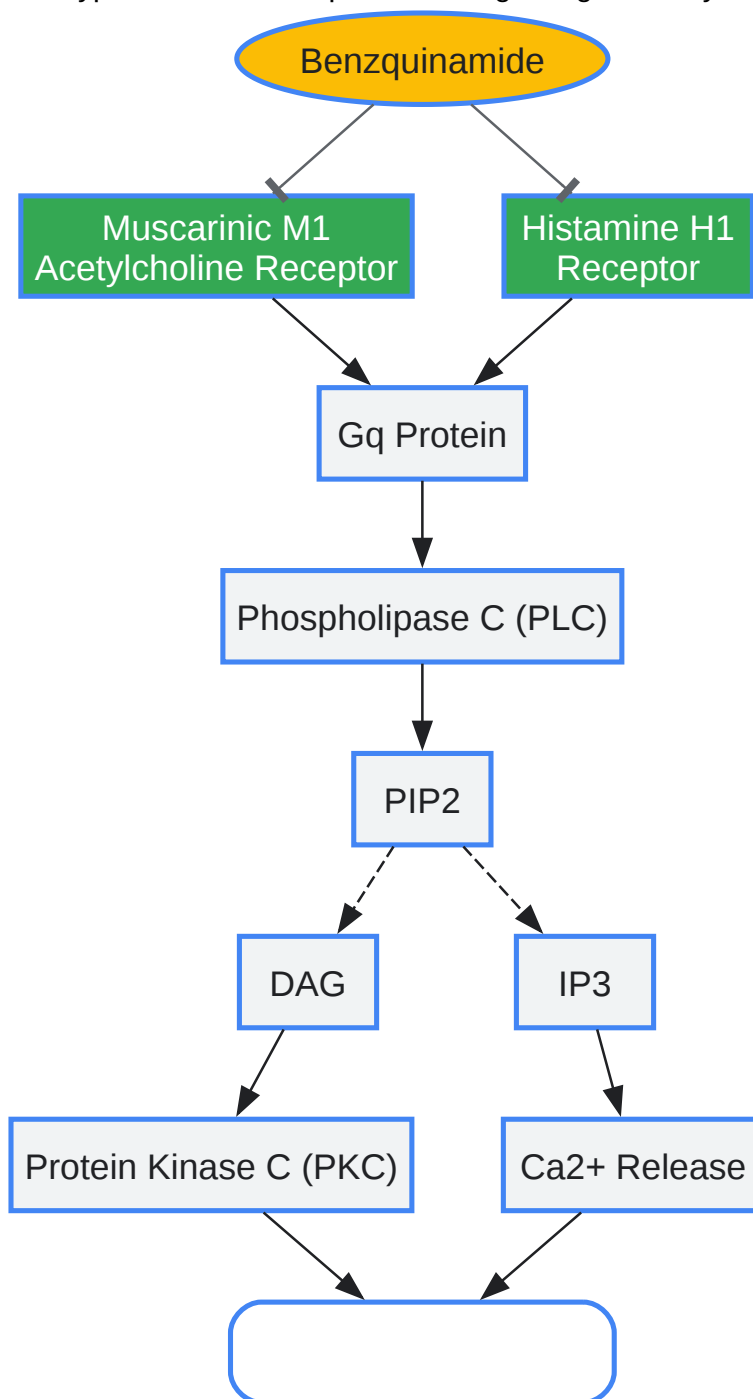 Benzquinamide
Muscarinic M1
Acetylcholine Receptor
Histamine H1
Receptor
Gq Protein
Phospholipase C (PLC)
PIP2
DAG
IP3
Protein Kinase C (PKC)
Ca2+ Release